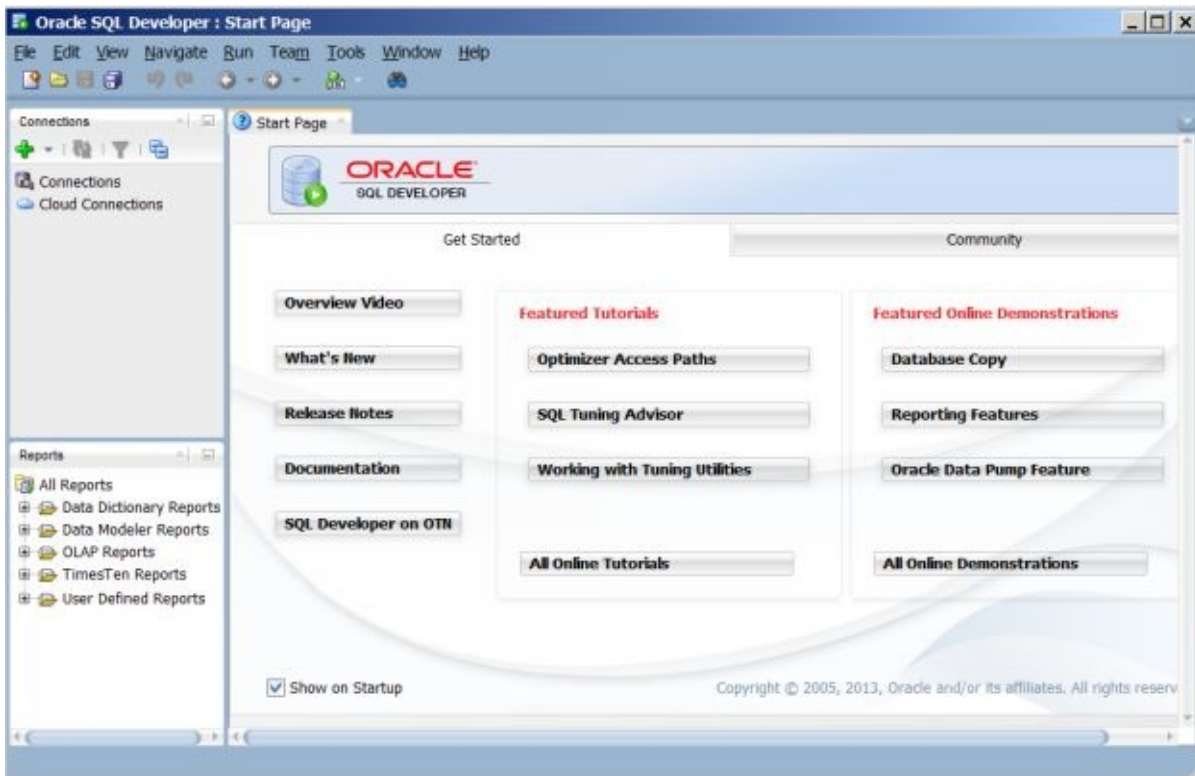 Oracle SQL Developer : Start Page
File Edit View Navigate Run Team Tools Window Help
Connections
Start Page
Connections
Cloud Connections
ORACLE
SQL DEVELOPER
Get Started
Community
Overview Video
What's New
Release Notes
Documentation
SQL Developer on OTN
Featured Tutorials
Optimizer Access Paths
SQL Tuning Advisor
Working with Tuning Utilities
All Online Tutorials
Featured Online Demonstrations
Database Copy
Reporting Features
Oracle Data Pump Feature
All Online Demonstrations
Reports
All Reports
Data Dictionary Reports
Data Modeler Reports
OLAP Reports
TimesTen Reports
User Defined Reports
Show on Startup
Copyright © 2005, 2013, Oracle and/or its affiliates. All rights reserv